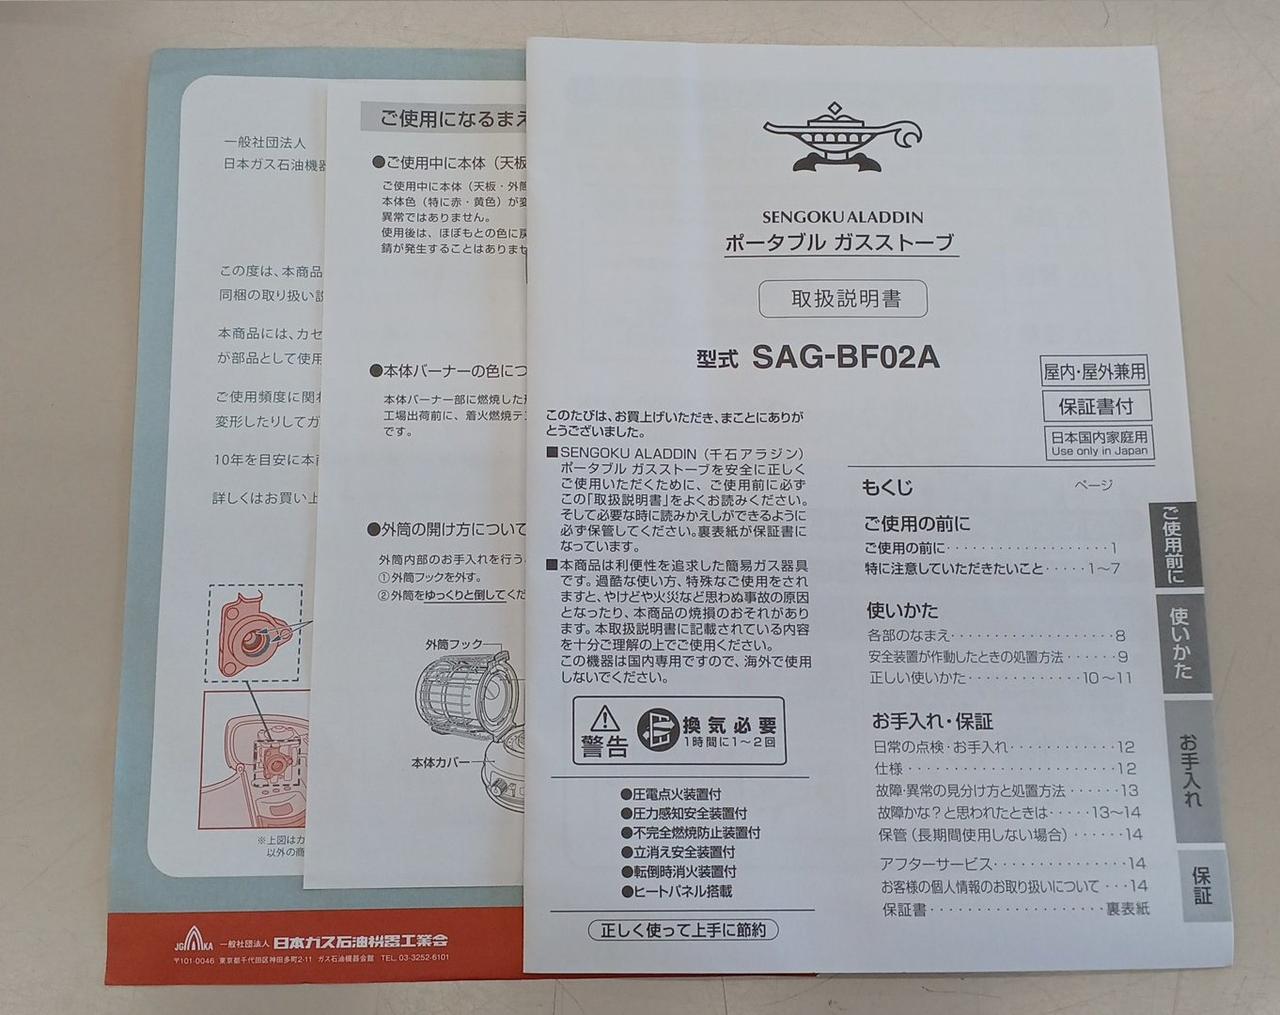 一般社団法人
日本ガス石油機器
この度は、本商品
同梱の取り扱い説
本商品には、カセ
が部品として使用
ご使用頻度に関わ
変形したりしてガ
10年を目安に本商
詳しくはお買い上
※上図はカ
以外の商
JG KA 一般社団法人 日本ガス石油機器工業会
〒101-0046 東京都千代田区神田多町2-11 ガス石油機器会館 TEL. 03-3252-6101
ご使用になるまえ
●ご使用中に本体(天板
ご使用中に本体(天板・外筒
本体色(特に赤・黄色)が変
異常ではありません。
使用後は、ほぼもとの色に戻
錆が発生することはありませ
●本体バーナーの色につ
本体バーナー部に燃焼した形
工場出荷前に、着火燃焼テ
です。
●外筒の開け方について
外筒内部のお手入れを行う
①外筒フックを外す。
②外筒をゆっくりと倒してくだ
外筒フック
本体カバー
SENGOKU ALADDIN
ポータブル ガスストーブ
取扱説明書
型式 SAG-BF02A
屋内・屋外兼用
保証書付
日本国内家庭用
Use only in Japan
このたびは、お買上げいただき、まことにありが
とうございました。
■SENGOKU ALADDIN(千石アラジン)
ポータブル ガスストーブを安全に正しく
ご使用いただくために、ご使用前に必ず
この「取扱説明書」をよくお読みください。
そして必要な時に読みかえしができるように
必ず保管してください。裏表紙が保証書に
なっています。
■本商品は利便性を追求した簡易ガス器具
です。過酷な使い方、特殊なご使用をされ
ますと、やけどや火災など思わぬ事故の原因
となったり、本商品の焼損のおそれがあり
ます。本取扱説明書に記載されている内容
を十分ご理解の上でご使用ください。
この機器は国内専用ですので、海外で使用
しないでください。
警告
換気必要
1時間に1〜2回
●圧電点火装置付
●圧力感知安全装置付
●不完全燃焼防止装置付
●立消え安全装置付
●転倒時消火装置付
●ヒートパネル搭載
正しく使って上手に節約
もくじ ページ
ご使用の前に
ご使用の前に・・・・・・・・・・・・・・・・・・1
特に注意していただきたいこと・・・・・1〜7
使いかた
各部のなまえ・・・・・・・・・・・・・・・・・・8
安全装置が作動したときの処置方法・・・・・・9
正しい使いかた・・・・・・・・・・・・・10〜11
お手入れ・保証
日常の点検・お手入れ・・・・・・・・・・・・12
仕様・・・・・・・・・・・・・・・・・・・・・・・12
故障・異常の見分け方と処置方法・・・・・・13
故障かな?と思われたときは・・・・・13〜14
保管(長期間使用しない場合)・・・・・・14
アフターサービス・・・・・・・・・・・・・・・14
お客様の個人情報のお取り扱いについて・・・14
保証書・・・・・・・・・・・・・・・・・・・裏表紙
ご使用前に
使いかた
お手入れ
保証